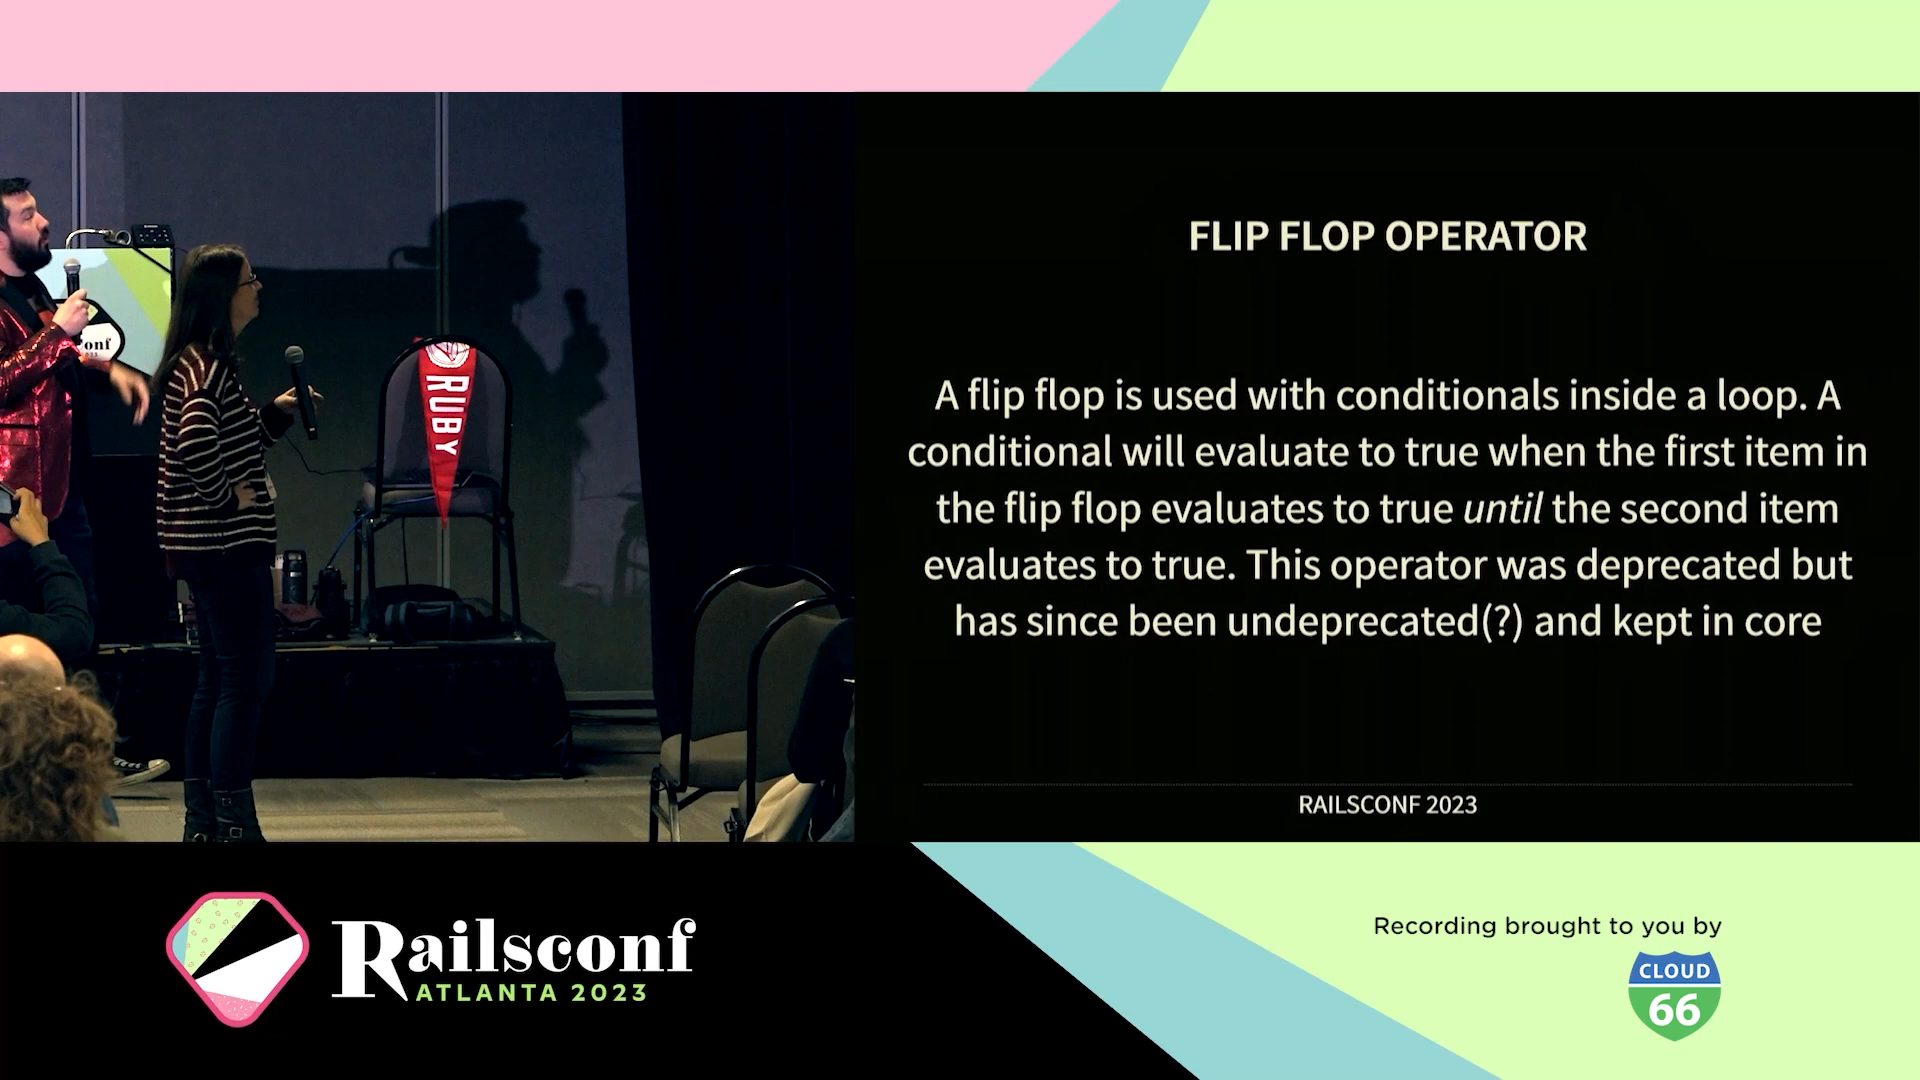 FLIP FLOP OPERATOR
A flip flop is used with conditionals inside a loop. A
conditional will evaluate to true when the first item in
the flip flop evaluates to true until the second item
evaluates to true. This operator was deprecated but
has since been undeprecated(?) and kept in core
RAILSCONF 2023
onf
RUBY
Railsconf
ATLANTA 2023
Recording brought to you by
CLOUD
66